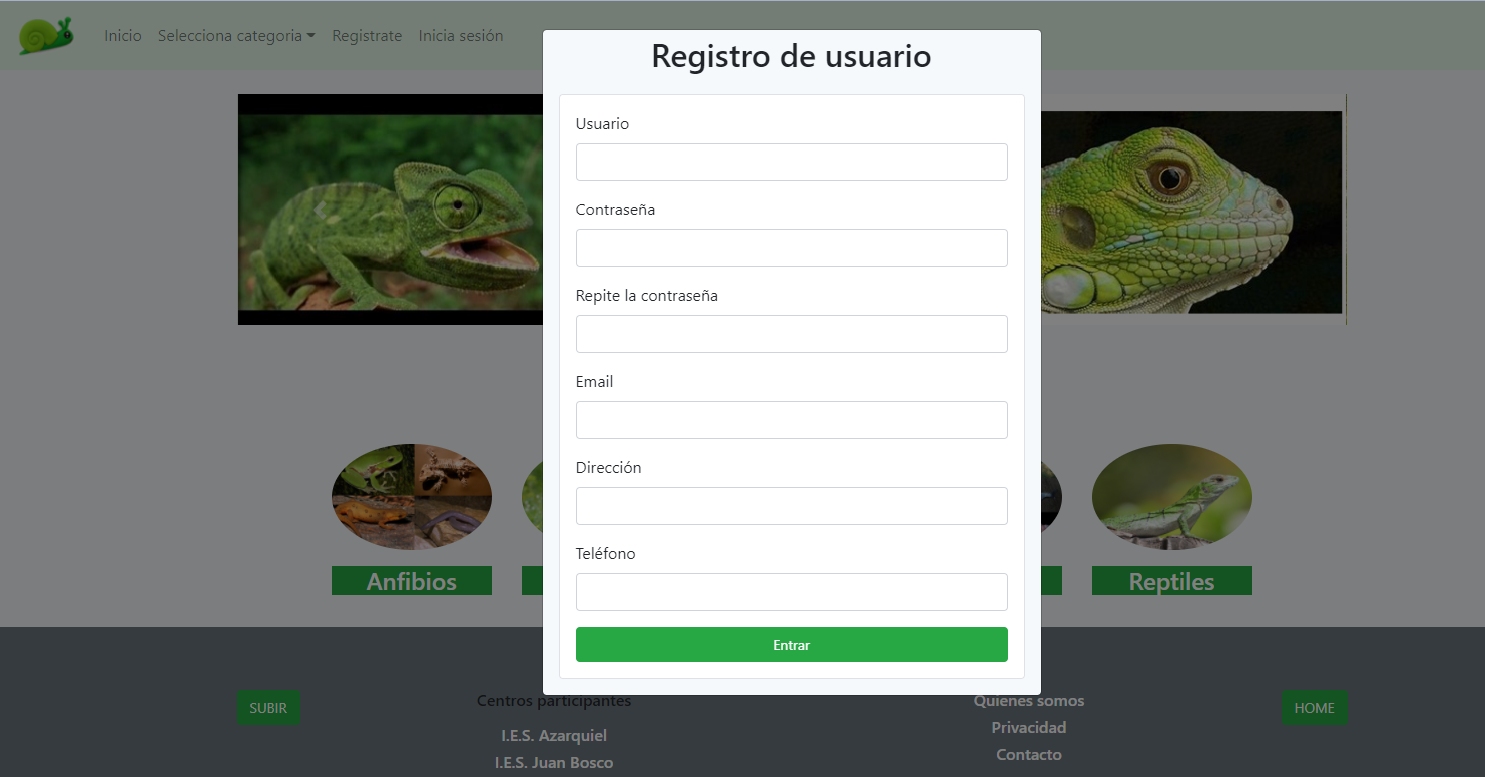 Inicio Selecciona categoría Registrate Inicia sesión
Registro de usuario
Usuario
Contraseña
Repite la contraseña
Email
Dirección
Teléfono
Entrar
Anfibios
Reptiles
SUBIR
Centros participantes
I.E.S. Azarquiel
I.E.S. Juan Bosco
Quienes somos
Privacidad
Contacto
HOME